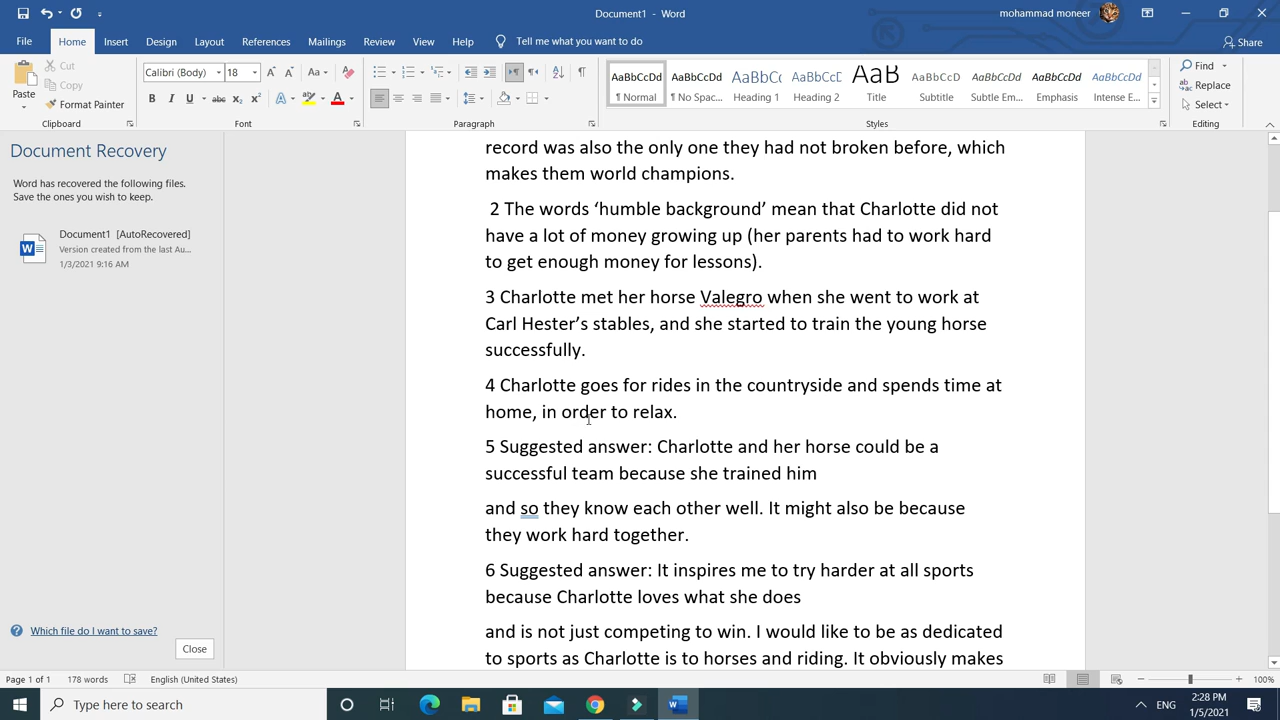 Document1 - Word
mohammad moneer
File Home Insert Design Layout References Mailings Review View Help Tell me what you want to do Share
Paste
Cut
Copy
Format Painter
Clipboard
Calibri (Body) 18
Font
Paragraph
AaBbCcDd AaBbCcDd AaBbCc AaBbCcD AaB AaBbCcD AaBbCcDd AaBbCcDd AaBbCcDd
¶ Normal ¶ No Spac... Heading 1 Heading 2 Title Subtitle Subtle Em... Emphasis Intense E...
Styles
Find
Replace
Select
Editing
Document Recovery
Word has recovered the following files.
Save the ones you wish to keep.
Document1 [AutoRecovered]
Version created from the last Au...
1/3/2021 9:16 AM
Which file do I want to save?
Close
record was also the only one they had not broken before, which
makes them world champions.
2 The words ‘humble background’ mean that Charlotte did not
have a lot of money growing up (her parents had to work hard
to get enough money for lessons).
3 Charlotte met her horse Valegro when she went to work at
Carl Hester’s stables, and she started to train the young horse
successfully.
4 Charlotte goes for rides in the countryside and spends time at
home, in order to relax.
5 Suggested answer: Charlotte and her horse could be a
successful team because she trained him
and so they know each other well. It might also be because
they work hard together.
6 Suggested answer: It inspires me to try harder at all sports
because Charlotte loves what she does
and is not just competing to win. I would like to be as dedicated
to sports as Charlotte is to horses and riding. It obviously makes
Page 1 of 1 178 words English (United States) 100%
Type here to search
ENG
2:28 PM
1/5/2021